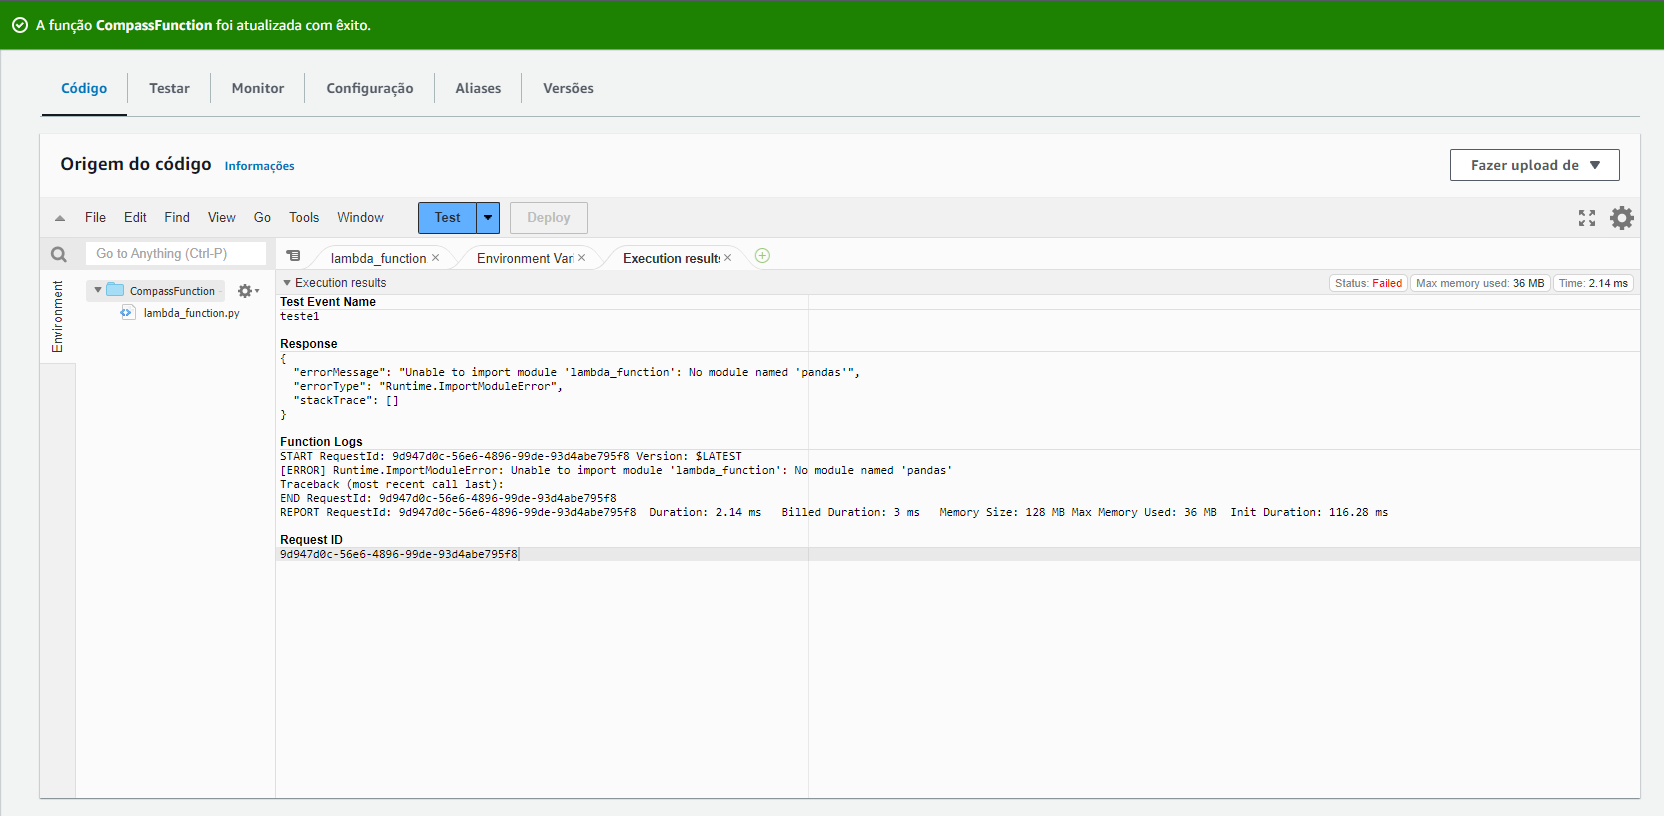 A função CompassFunction foi atualizada com êxito.
Código
Testar
Monitor
Configuração
Aliases
Versões
Origem do código Informações
Fazer upload de
File Edit Find View Go Tools Window
Test
Deploy
Go to Anything (Ctrl-P)
lambda_function
Environment Vari
Execution results
Environment
CompassFunction
lambda_function.py
Execution results
Status: Failed
Max memory used: 36 MB
Time: 2.14 ms
Test Event Name
teste1
Response
{
"errorMessage": "Unable to import module 'lambda_function': No module named 'pandas'",
"errorType": "Runtime.ImportModuleError",
"stackTrace": []
}
Function Logs
START RequestId: 9d947d0c-56e6-4896-99de-93d4abe795f8 Version: $LATEST
[ERROR] Runtime.ImportModuleError: Unable to import module 'lambda_function': No module named 'pandas'
Traceback (most recent call last):
END RequestId: 9d947d0c-56e6-4896-99de-93d4abe795f8
REPORT RequestId: 9d947d0c-56e6-4896-99de-93d4abe795f8 Duration: 2.14 ms Billed Duration: 3 ms Memory Size: 128 MB Max Memory Used: 36 MB Init Duration: 116.28 ms
Request ID
9d947d0c-56e6-4896-99de-93d4abe795f8